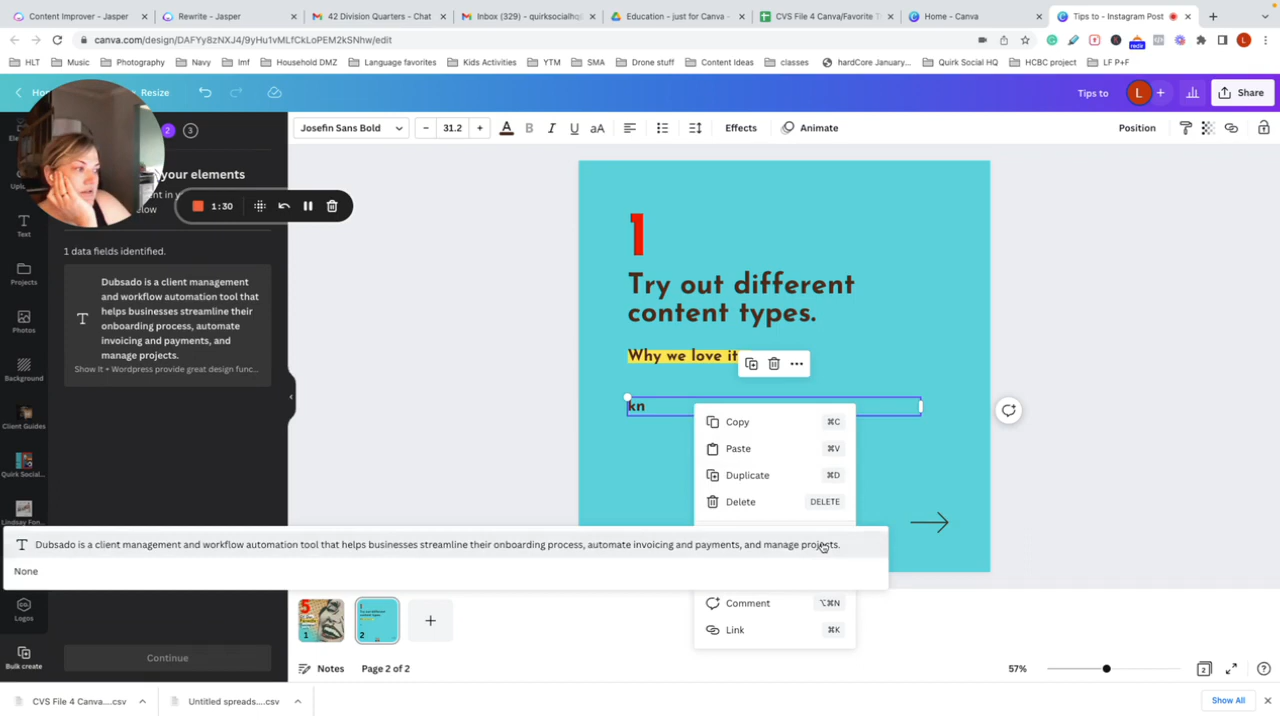 Content Improver - Jasper
Rewrite - Jasper
42 Division Quarters - Chat
Inbox (329) - quirksocialhq
Education - just for Canva -
CVS File 4 Canva/Favorite T
Home - Canva
Tips to - Instagram Post
canva.com/design/DAFYy8zNXJ4/9yHu1vMLfCkLoPEM2kSNhw/edit
HLT
Music
Photography
Navy
Imf
Household DMZ
Language favorites
Kids Activities
YTM
SMA
Drone stuff
Content Ideas
classes
hardCore January...
Quirk Social HQ
HCBC project
LF P+F
Resize
Tips to
L
Share
2
3
Josefin Sans Bold
31.2
Effects
Animate
Position
your elements
1:30
Text
Projects
Photos
Background
Client Guides
Quirk Social...
Lindsay Fon...
Logos
Bulk create
1 data fields identified.
Dubsado is a client management
and workflow automation tool that
helps businesses streamline their
onboarding process, automate
invoicing and payments, and
manage projects.
Show It + Wordpress provide great design func...
Continue
1
Try out different
content types.
Why we love it
kn
Copy ⌘C
Paste ⌘V
Duplicate ⌘D
Delete DELETE
Dubsado is a client management and workflow automation tool that helps businesses streamline their onboarding process, automate invoicing and payments, and manage projects.
None
Comment ⌥⌘N
Link ⌘K
1
2
Notes
Page 2 of 2
57%
2
CVS File 4 Canva....csv
Untitled spreads....csv
Show All